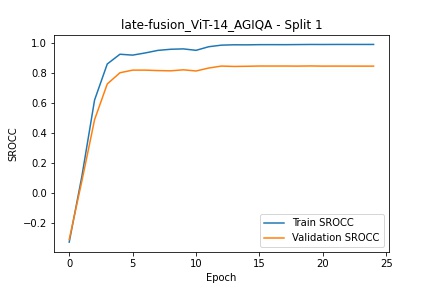 late-fusion_ViT-14_AGIQA - Split 1
1.0
0.8
0.6
0.4
0.2
0.0
−0.2
SROCC
Train SROCC
Validation SROCC
0 5 10 15 20 25
Epoch